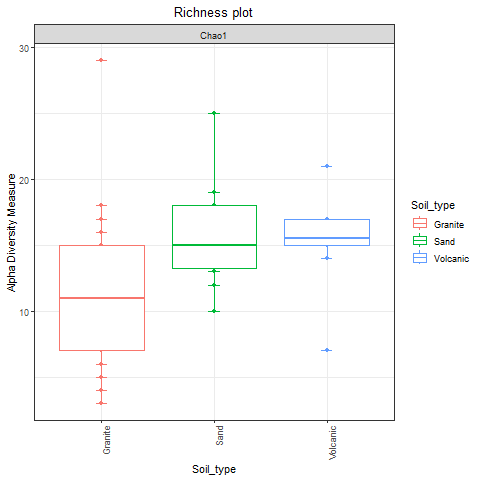 Richness plot
Chao1
Alpha Diversity Measure
30
20
10
Granite
Sand
Volcanic
Soil_type
Soil_type
Granite
Sand
Volcanic